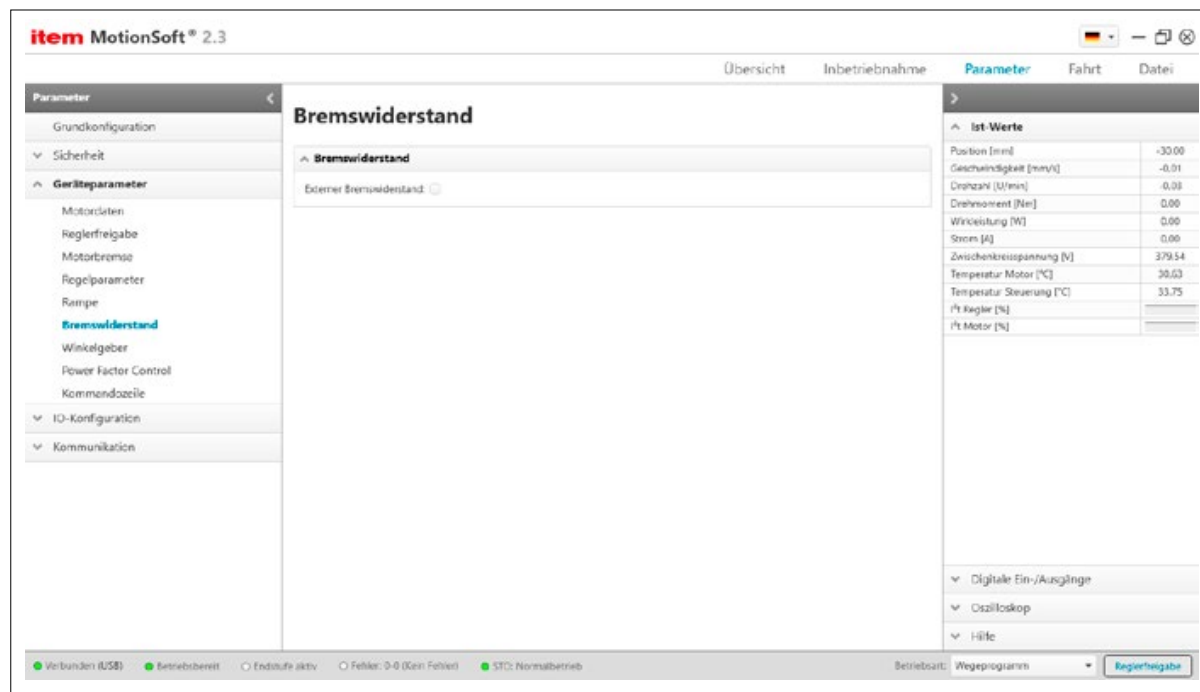 item MotionSoft® 2.3
Übersicht Inbetriebnahme Parameter Fahrt Datei
Parameter
Grundkonfiguration
Sicherheit
Geräteparameter
Motordaten
Reglerfreigabe
Motorbremse
Regelparameter
Rampe
Bremswiderstand
Winkelgeber
Power Factor Control
Kommandozeile
IO-Konfiguration
Kommunikation
Bremswiderstand
Bremswiderstand
Externer Bremswiderstand:
Ist-Werte
Position [mm] -30.00
Geschwindigkeit [mm/s] -0,01
Drehzahl [U/min] -0,03
Drehmoment [Nm] 0,00
Wirkleistung [W] 0,00
Strom [A] 0,00
Zwischenkreisspannung [V] 379.54
Temperatur Motor [°C] 30,63
Temperatur Steuerung [°C] 33.75
I²t Regler [%]
I²t Motor [%]
Digitale Ein-/Ausgänge
Oszilloskop
Hilfe
Verbunden (USB) Betriebsbereit Endstufe aktiv Fehler: 0-0 (Kein Fehler) STO: Normalbetrieb Betriebsart: Wegeprogramm Reglerfreigabe